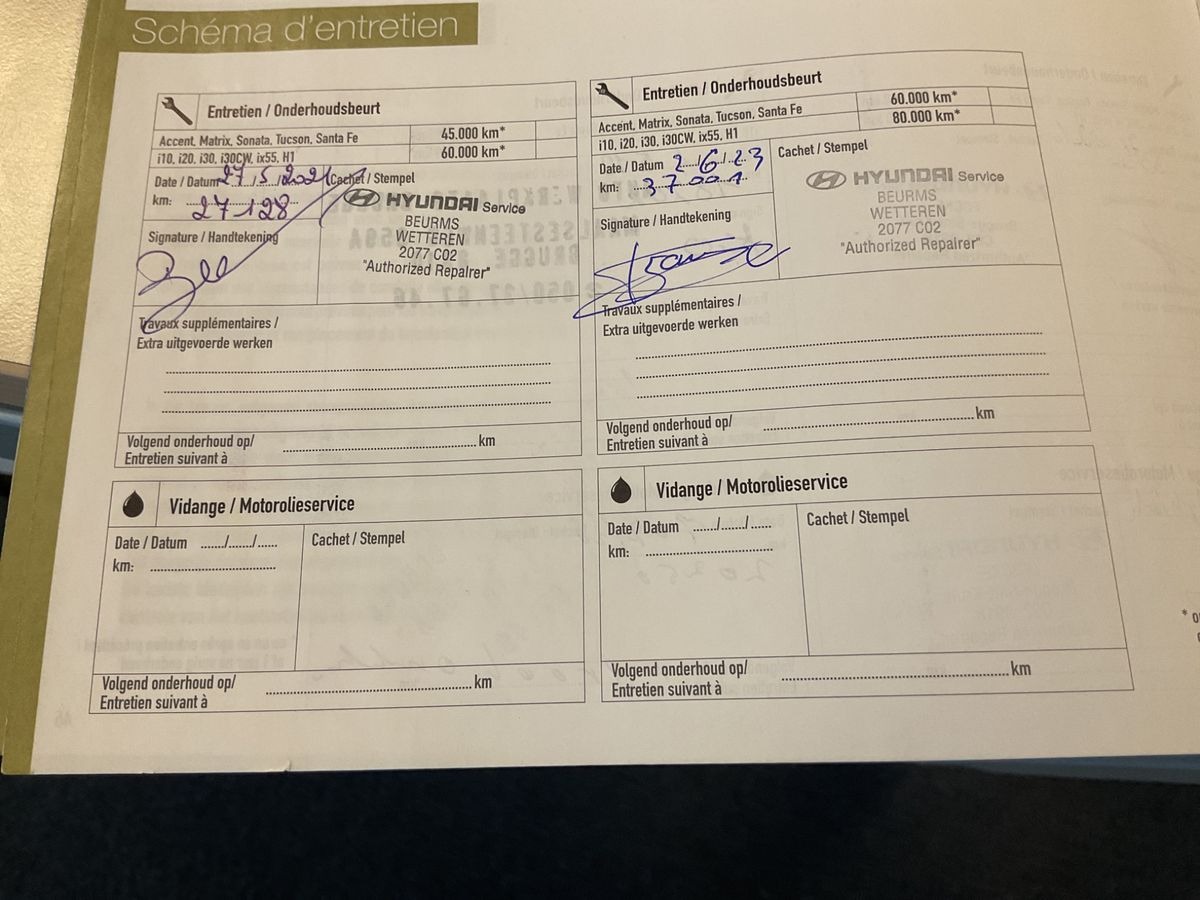 Schéma d'entretien
Entretien / Onderhoudsbeurt
Accent, Matrix, Sonata, Tucson, Santa Fe 45.000 km*
i10, i20, i30, i30CW, ix55, H1 60.000 km*
Date / Datum 27/5/2021 Cachet / Stempel
km: 27128
HYUNDAI Service
BEURMS
WETTEREN
2077 C02
"Authorized Repairer"
Signature / Handtekening
Travaux supplémentaires /
Extra uitgevoerde werken
Volgend onderhoud op/ km
Entretien suivant à
Entretien / Onderhoudsbeurt
Accent, Matrix, Sonata, Tucson, Santa Fe 60.000 km*
i10, i20, i30, i30CW, ix55, H1 80.000 km*
Date / Datum 2/6/23 Cachet / Stempel
km: 37001
HYUNDAI Service
BEURMS
WETTEREN
2077 C02
"Authorized Repairer"
Signature / Handtekening
Travaux supplémentaires /
Extra uitgevoerde werken
Volgend onderhoud op/ km
Entretien suivant à
Vidange / Motorolieservice
Date / Datum ....../....../...... Cachet / Stempel
km:
Volgend onderhoud op/ km
Entretien suivant à
Vidange / Motorolieservice
Date / Datum ....../....../...... Cachet / Stempel
km:
Volgend onderhoud op/ km
Entretien suivant à